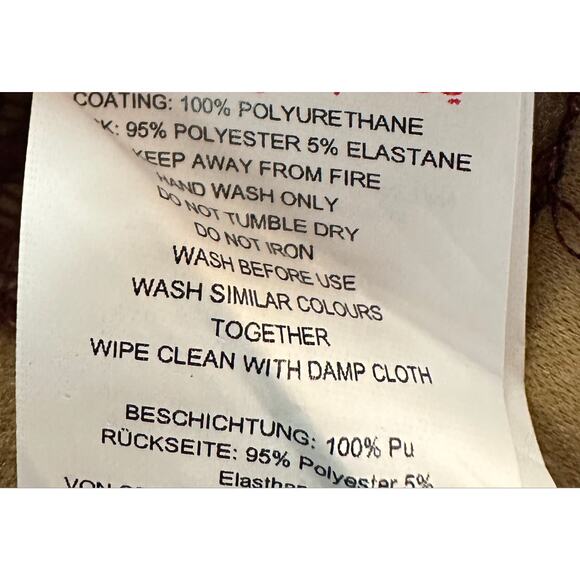 COATING: 100% POLYURETHANE
95% POLYESTER 5% ELASTANE
KEEP AWAY FROM FIRE
HAND WASH ONLY
DO NOT TUMBLE DRY
DO NOT IRON
WASH BEFORE USE
WASH SIMILAR COLOURS
TOGETHER
WIPE CLEAN WITH DAMP CLOTH
BESCHICHTUNG: 100% Pu
RÜCKSEITE: 95% Polyester 5%